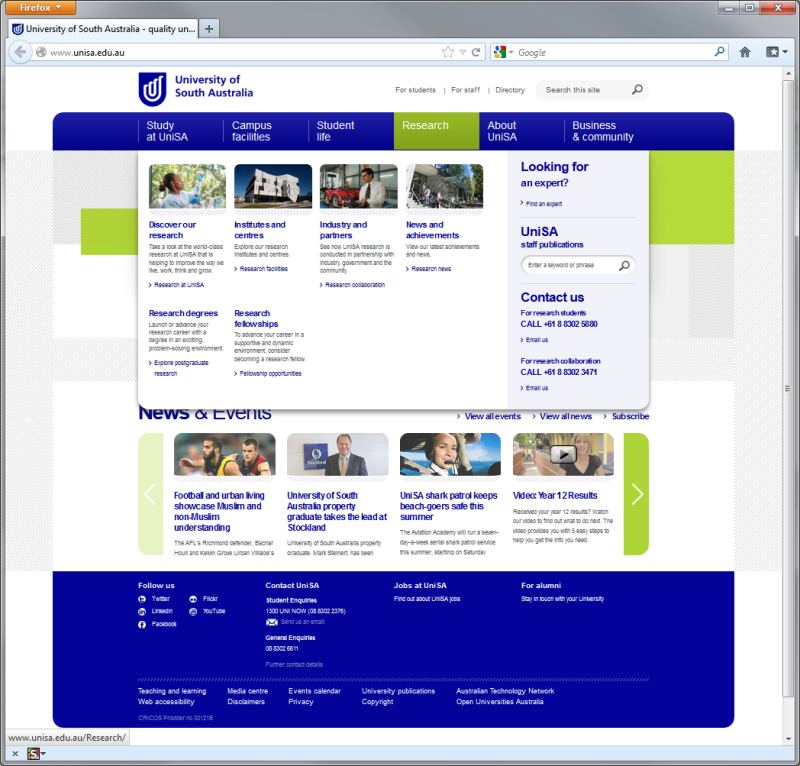 Firefox
University of South Australia - quality un...
www.unisa.edu.au
Google
University of
South Australia
For students | For staff | Directory
Search this site
Study
at UniSA
Campus
facilities
Student
life
Research
About
UniSA
Business
& community
Discover our
research
Take a look at the world-class
research at UniSA that is
helping to improve the way we
live, work, think and grow.
Research at UniSA
Institutes and
centres
Explore our research
institutes and centres.
Research facilities
Industry and
partners
See how UniSA research is
conducted in partnership with
industry, government and the
community
Research collaboration
News and
achievements
View our latest achievements
and news.
Research news
Research degrees
Launch or advance your
research career with a
degree in an exciting,
problem-solving environment.
Explore postgraduate
research
Research
fellowships
To advance your career in a
supportive and dynamic
environment, consider
becoming a research fellow.
Fellowship opportunities
Looking for
an expert?
Find an expert
UniSA
staff publications
Enter a keyword or phrase
Contact us
For research students
CALL +61 8 8302 5880
Email us
For research collaboration
CALL +61 8 8302 3471
Email us
News & Events
View all events
View all news
Subscribe
Football and urban living
showcase Muslim and
non-Muslim
understanding
The AFL's Richmond defender, Bachar
Houli and Kelvin Grove Urban Village's
University of South
Australia property
graduate takes the lead at
Stockland
University of South Australia property
graduate, Mark Steinert, has been
UniSA shark patrol keeps
beach-goers safe this
summer
The Aviation Academy will run a seven-
day-a-week aerial shark patrol service
this summer, starting on Saturday
Video: Year 12 Results
Received your year 12 results? Watch
our video to find out what to do next. The
video provides you with 5 easy steps to
help you get the info you need.
Follow us
Twitter
Flickr
LinkedIn
YouTube
Facebook
Contact UniSA
Student Enquiries
1300 UNI NOW (08 8302 2376)
Send us an email
General Enquiries
08 8302 6611
Further contact details
Jobs at UniSA
Find out about UniSA jobs
For alumni
Stay in touch with your University
Teaching and learning
Media centre
Events calendar
University publications
Australian Technology Network
Web accessibility
Disclaimers
Privacy
Copyright
Open Universities Australia
CRICOS Provider no 00121B
www.unisa.edu.au/Research/